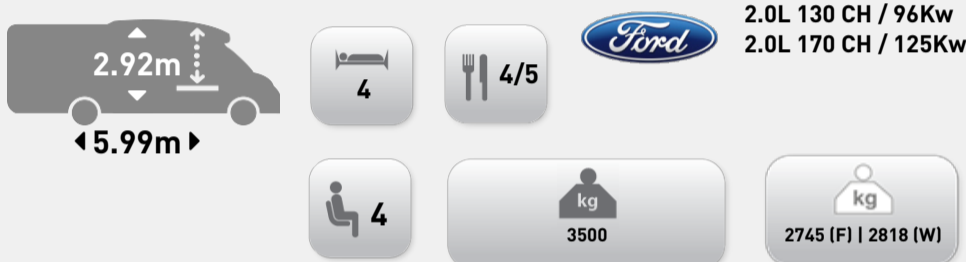 2.92m
5.99m
4
4/5
Ford
2.0L 130 CH / 96Kw
2.0L 170 CH / 125Kw
4
kg
3500
kg
2745 (F) | 2818 (W)